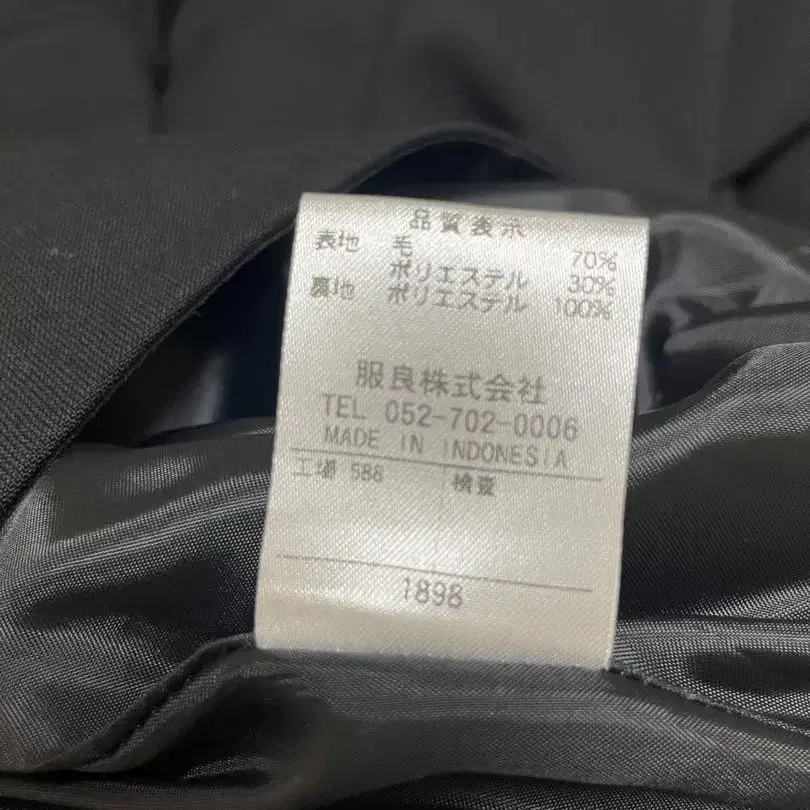 品質表示
表地 毛 70%
ポリエステル 30%
裏地 ポリエステル 100%
服良株式会社
TEL 052-702-0006
MADE IN INDONESIA
工場 588 検査
1898